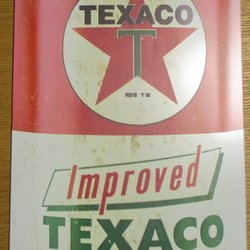 TEXACO
T
REG TM
Improved
TEXACO